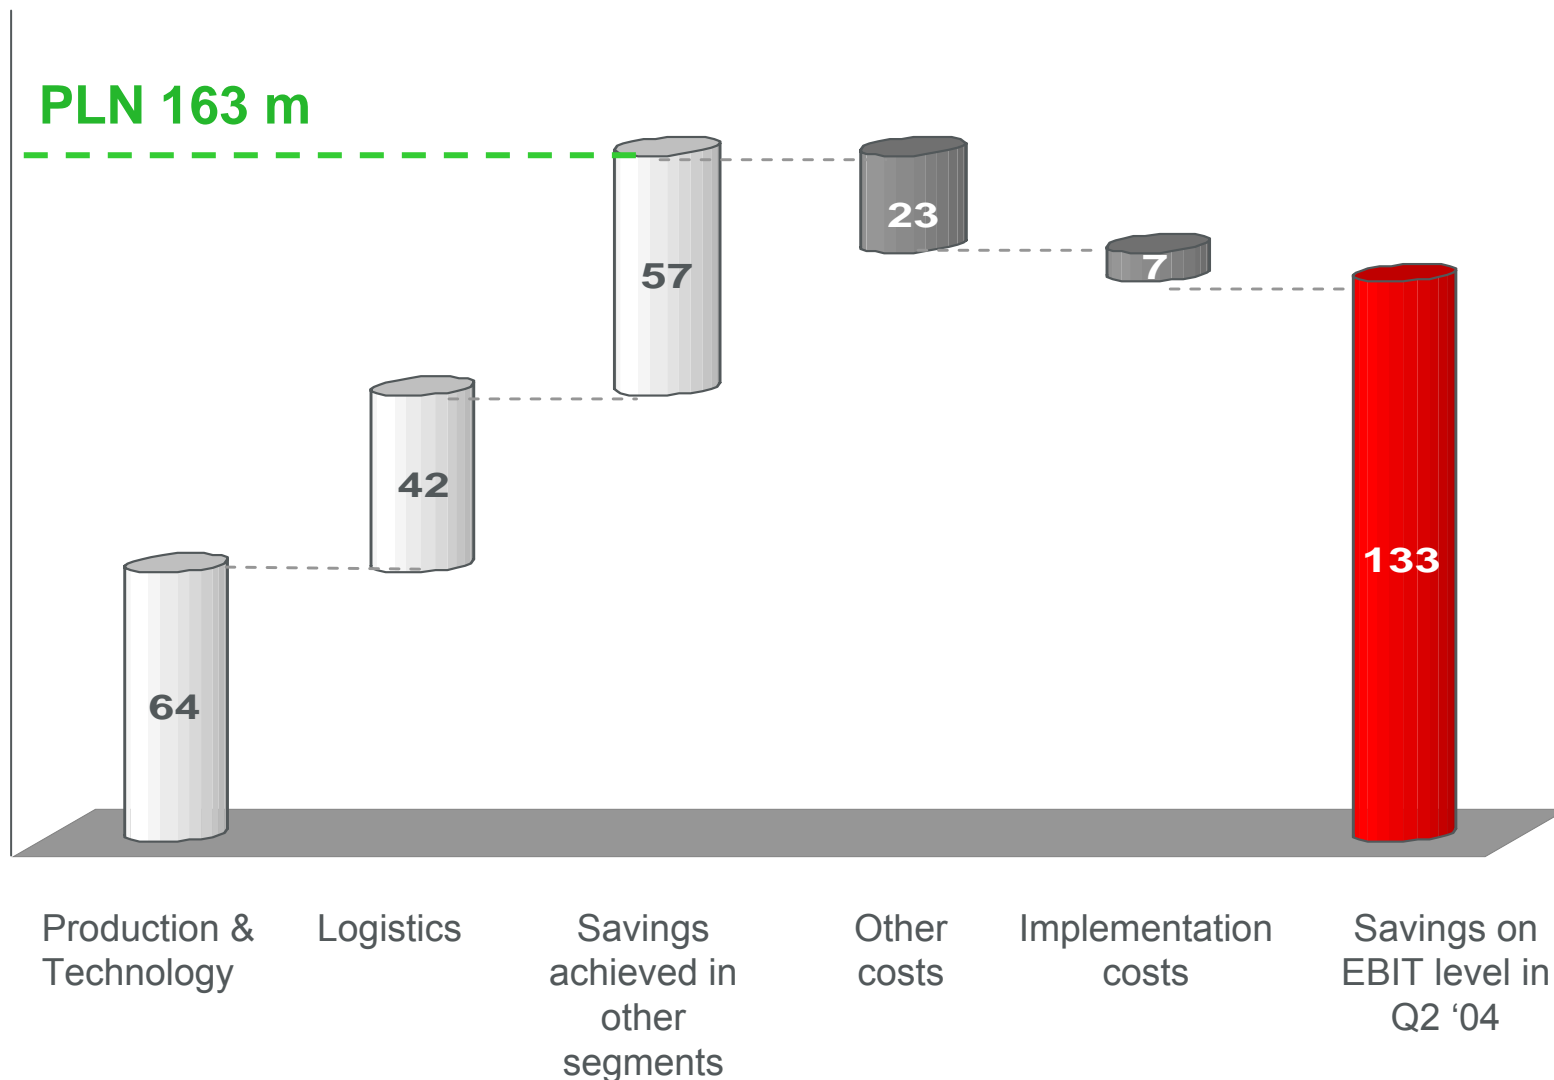 PLN 163 m
57
23
7
42
133
64
Production &
Technology
Logistics
Savings
achieved in
other
segments
Other
costs
Implementation
costs
Savings on
EBIT level in
Q2 ‘04